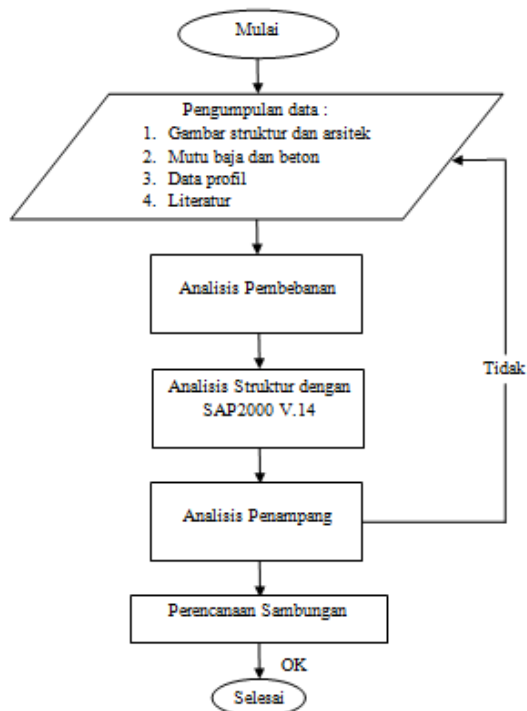 Mulai
Pengumpulan data :
1. Gambar struktur dan arsitek
2. Mutu baja dan beton
3. Data profil
4. Literatur
Analisis Pembebanan
Tidak
Analisis Struktur dengan
SAP2000 V.14
Analisis Penampang
Perencanaan Sambungan
OK
Selesai